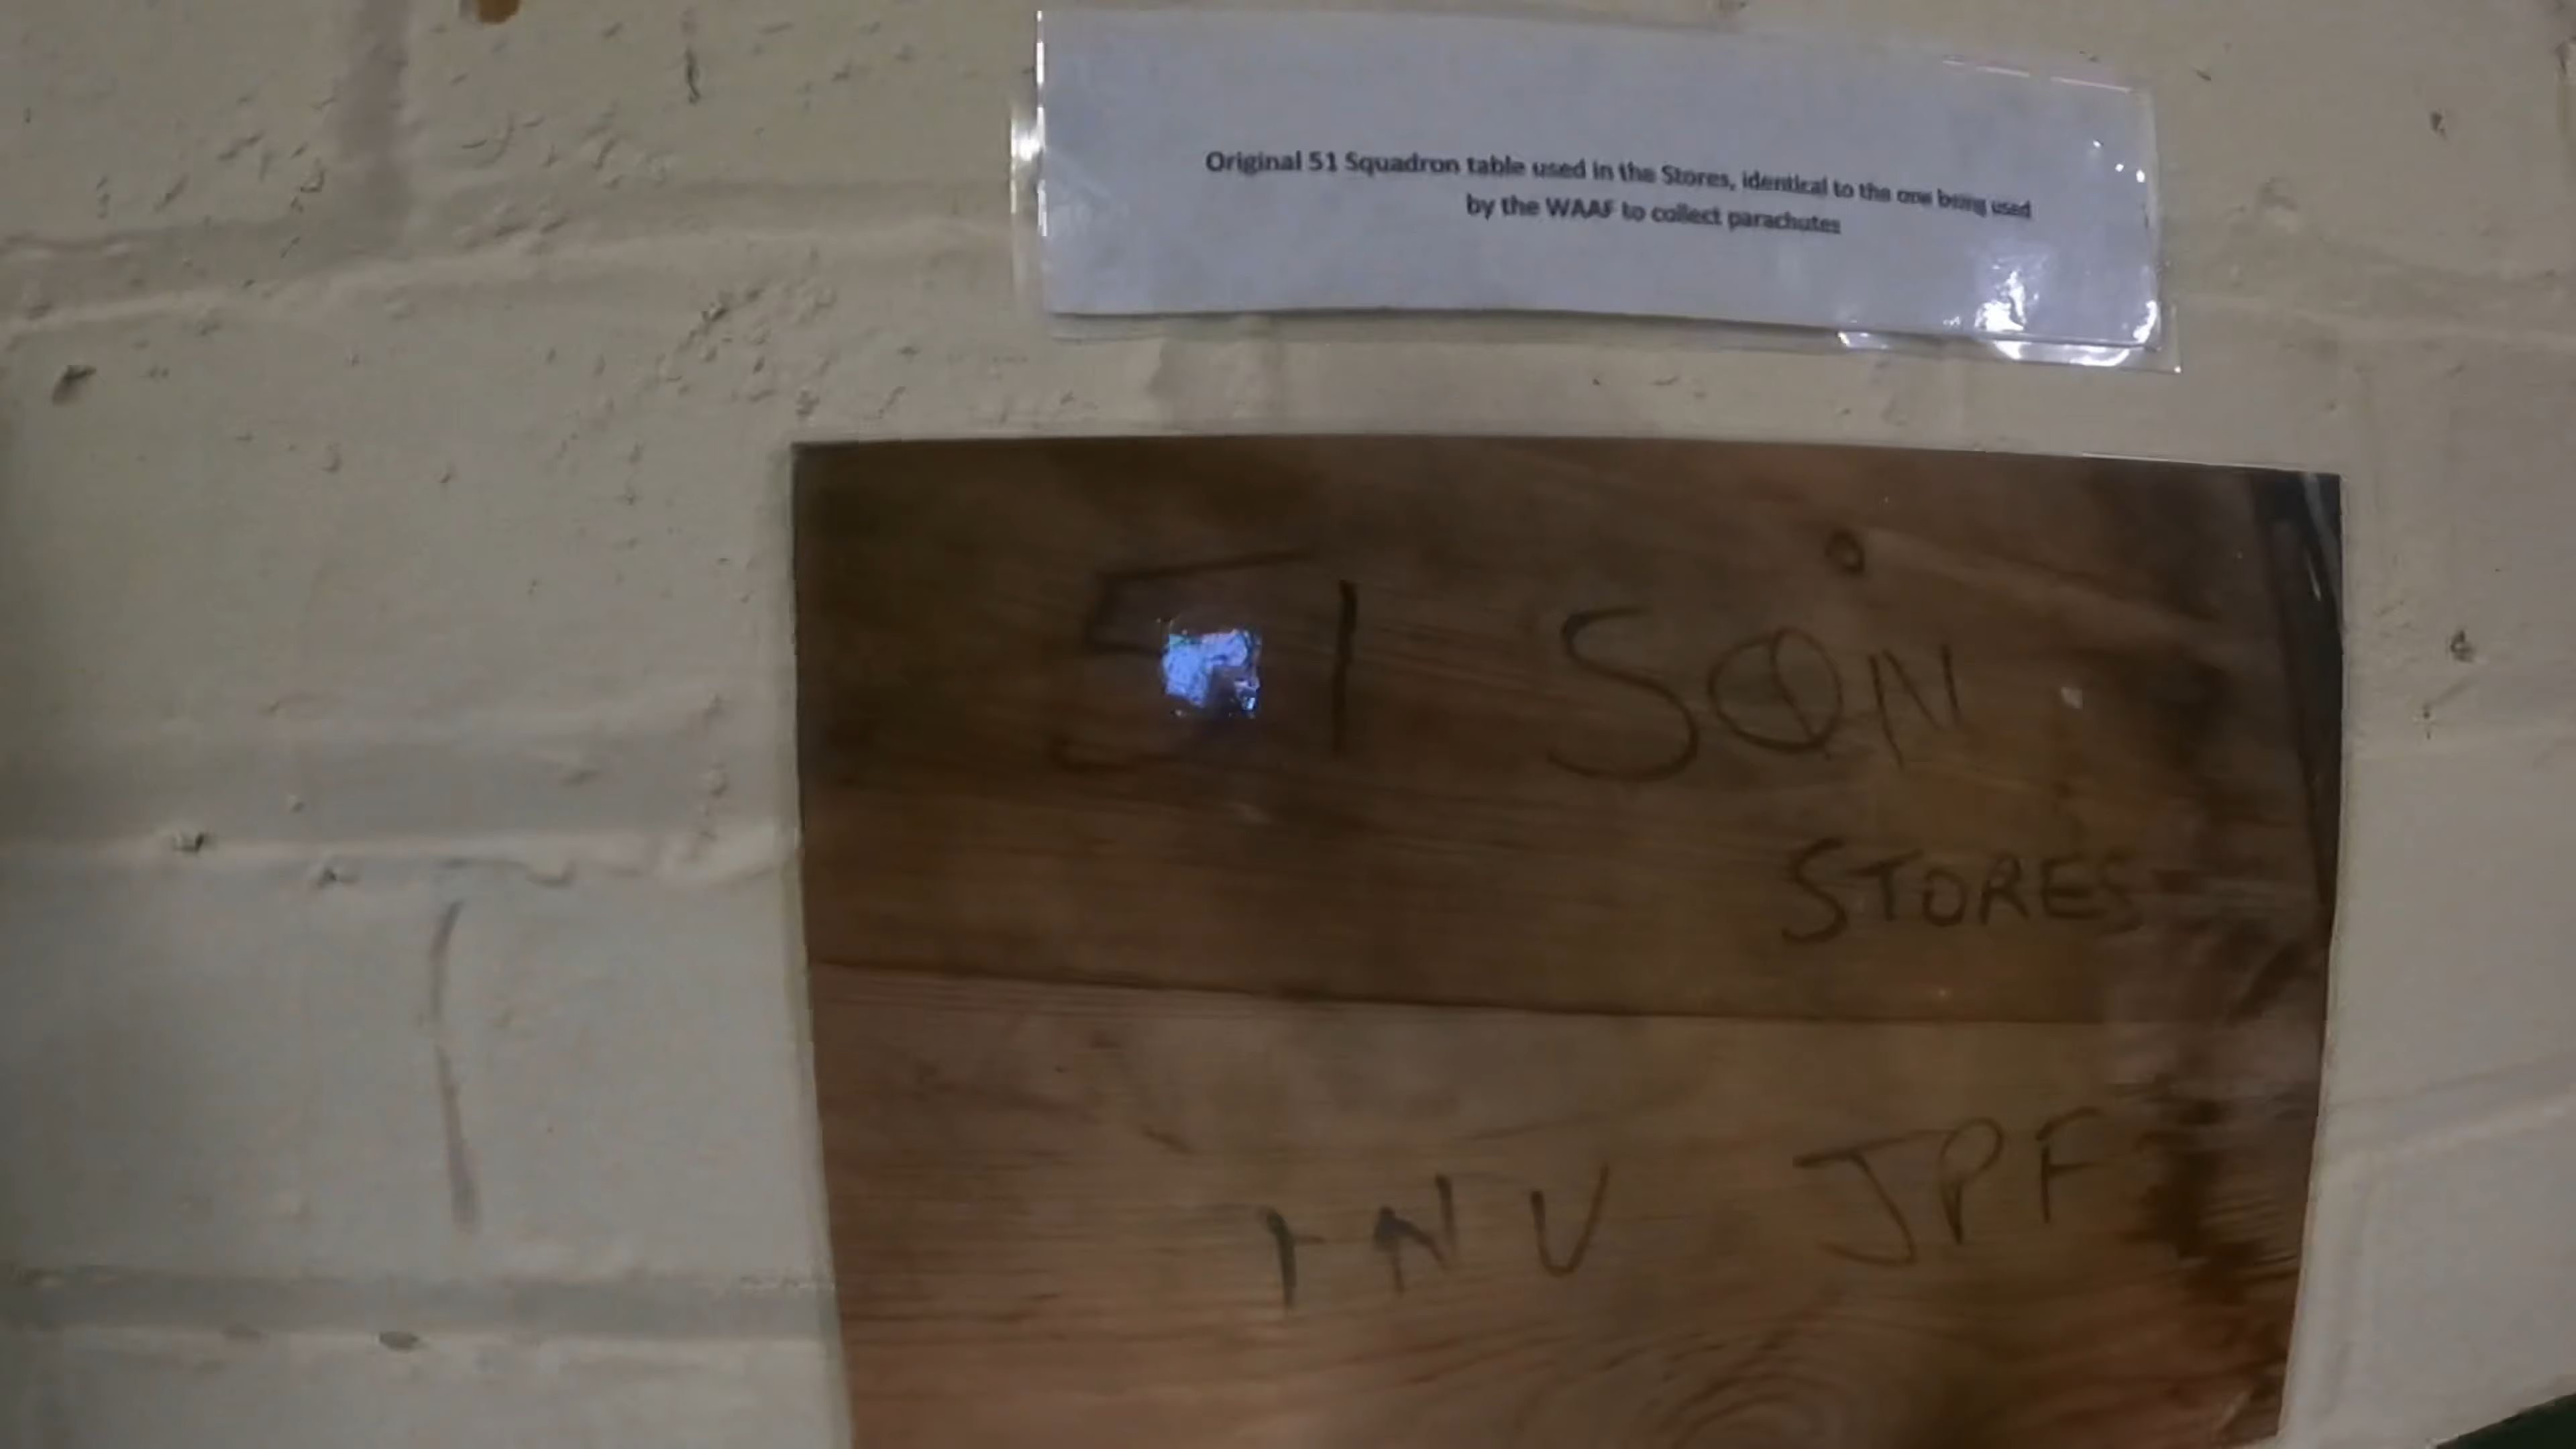 Original 51 Squadron table used in the Stores, identical to the one being used
by the WAAF to collect parachutes
51 SQN
STORES
INV JPF